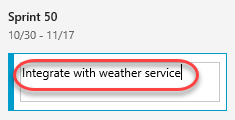 Sprint 50
10/30 - 11/17
Integrate with weather service